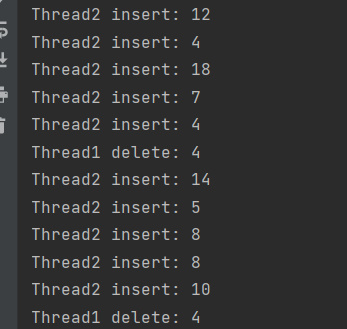 Thread2 insert: 12
Thread2 insert: 4
Thread2 insert: 18
Thread2 insert: 7
Thread2 insert: 4
Thread1 delete: 4
Thread2 insert: 14
Thread2 insert: 5
Thread2 insert: 8
Thread2 insert: 8
Thread2 insert: 10
Thread1 delete: 4